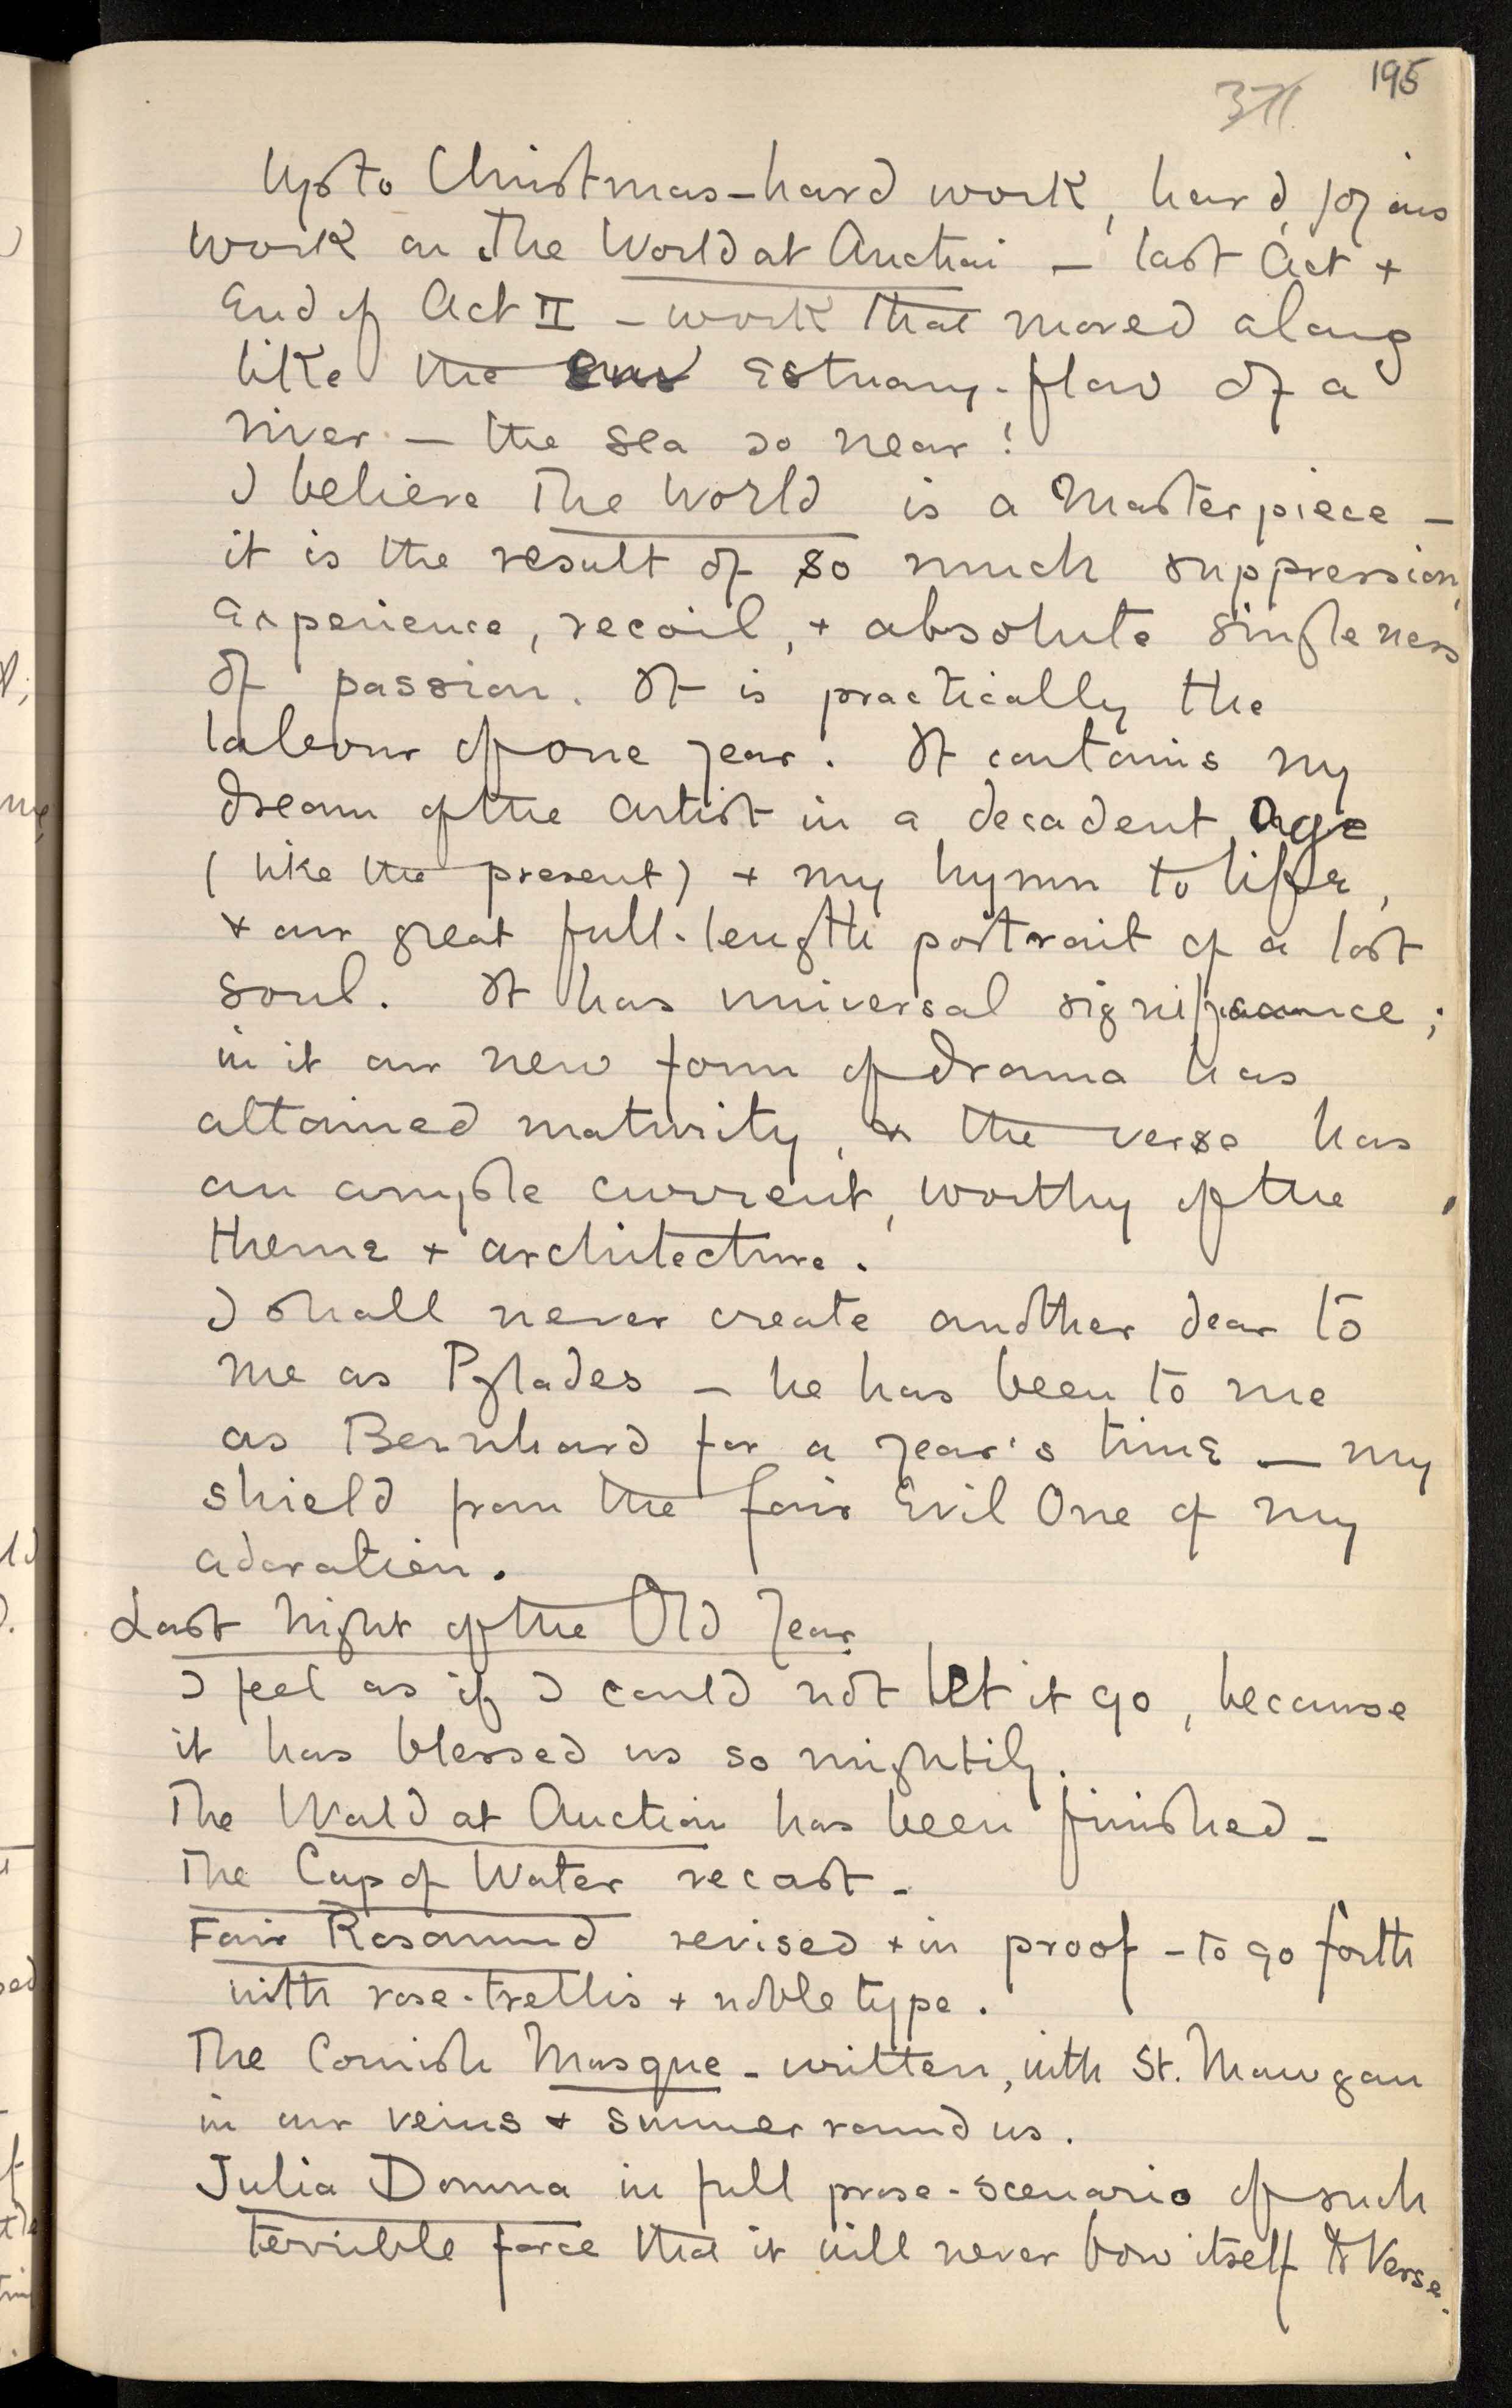 195
371
Up to Christmas - hard work, hard, joyous
work on The World at Auction - last Act +
End of Act II - work that moved along
like the estuary-flow of a
river - the sea so near!
I believe The World is a Masterpiece -
it is the result of so much suppression,
experience, recoil, + absolute singleness
of passion. It is practically the
labour of one year. It contains my
dream of the artist in a decadent age
(like the present) + my hymn to life,
+ our great full-length portrait of a lost
soul. It has universal significance;
in it our new form of drama has
attained maturity, & the verse has
an ample current, worthy of the
theme + architecture.
I shall never create another dear to
me as Pylades - he has been to me
as Bernhard for a year's time - my
shield from the fair Evil One of my
adoration.
Last Night of the Old Year
I feel as if I could not let it go, because
it has blessed us so mightily.
The World at Auction has been finished -
The Cup of Water recast -
Fair Rosamund revised + in proof - to go forth
with rose-trellis + noble type.
The Cornish Masque - written, with St. Mawgan
in our veins + summer round us.
Julia Domna in full prose-scenario of such
terrible force that it will never bow itself to Verse.